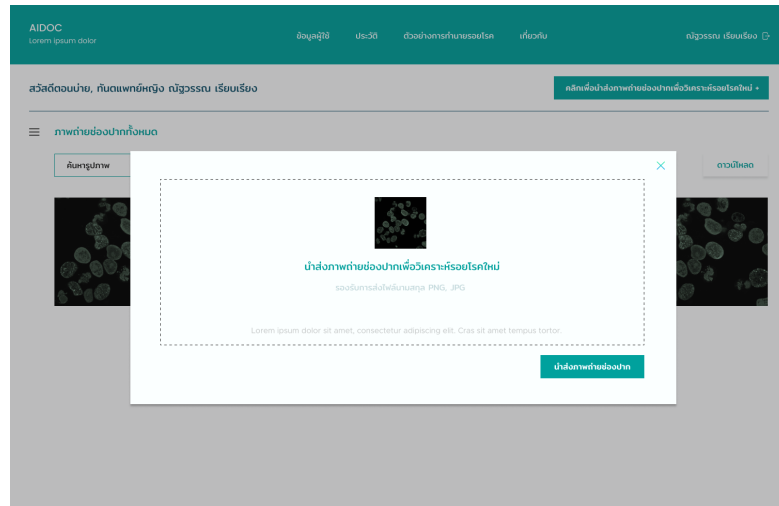 AIDOC
Lorem ipsum dolor
ข้อมูลผู้ใช้
ประวัติ
ตัวอย่างการทำนายรอยโรค
เกี่ยวกับ
ณัฐวรรณ เรียบเรียง
สวัสดีตอนบ่าย, ทันตแพทย์หญิง ณัฐวรรณ เรียบเรียง
คลิกเพื่อนำส่งภาพถ่ายช่องปากเพื่อวิเคราะห์รอยโรคใหม่ +
ภาพถ่ายช่องปากทั้งหมด
ค้นหารูปภาพ
ดาวน์โหลด
นำส่งภาพถ่ายช่องปากเพื่อวิเคราะห์รอยโรคใหม่
รองรับการส่งไฟล์นามสกุล PNG, JPG
Lorem ipsum dolor sit amet, consectetur adipiscing elit. Cras sit amet tempus tortor.
นำส่งภาพถ่ายช่องปาก